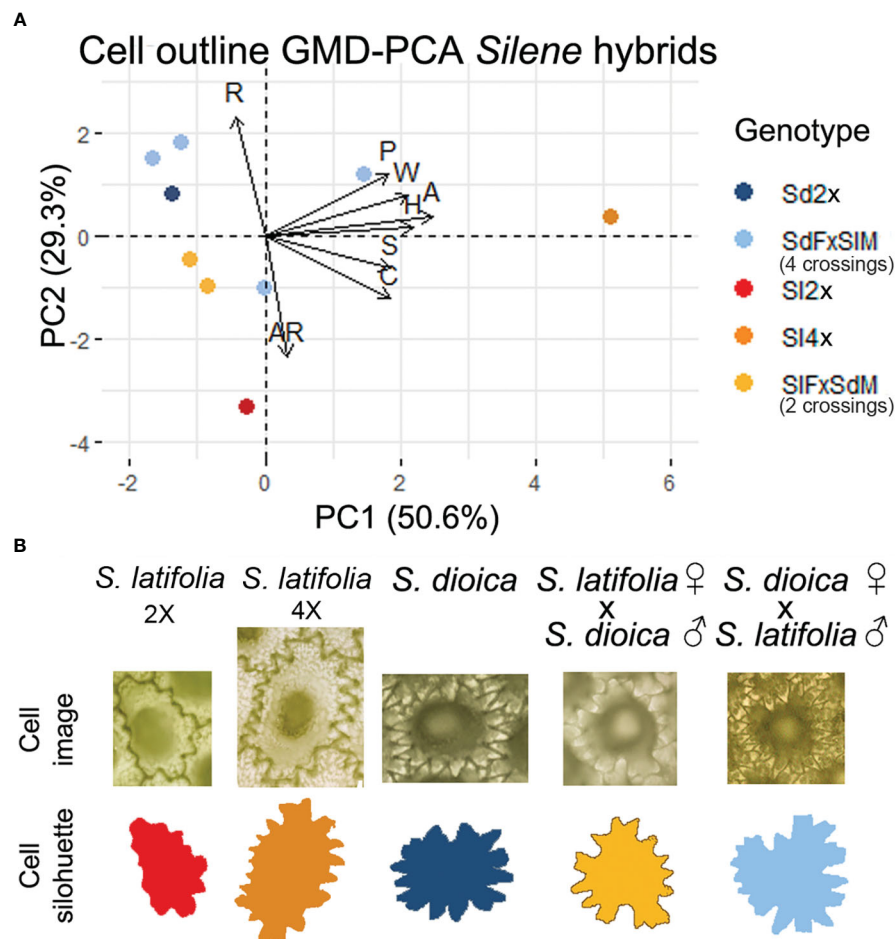 A
Cell outline GMD-PCA Silene hybrids
R
P
W
A
H
S
C
AR
2
0
-2
-4
-2
0
2
4
6
PC2 (29.3%)
PC1 (50.6%)
Genotype
Sd2x
SdFxSlM
(4 crossings)
Sl2x
Sl4x
SlFxSdM
(2 crossings)
B
S. latifolia
2X
S. latifolia
4X
S. dioica
S. latifolia ♀
x
S. dioica ♂
S. dioica ♀
x
S. latifolia ♂
Cell
image
Cell
silohuette